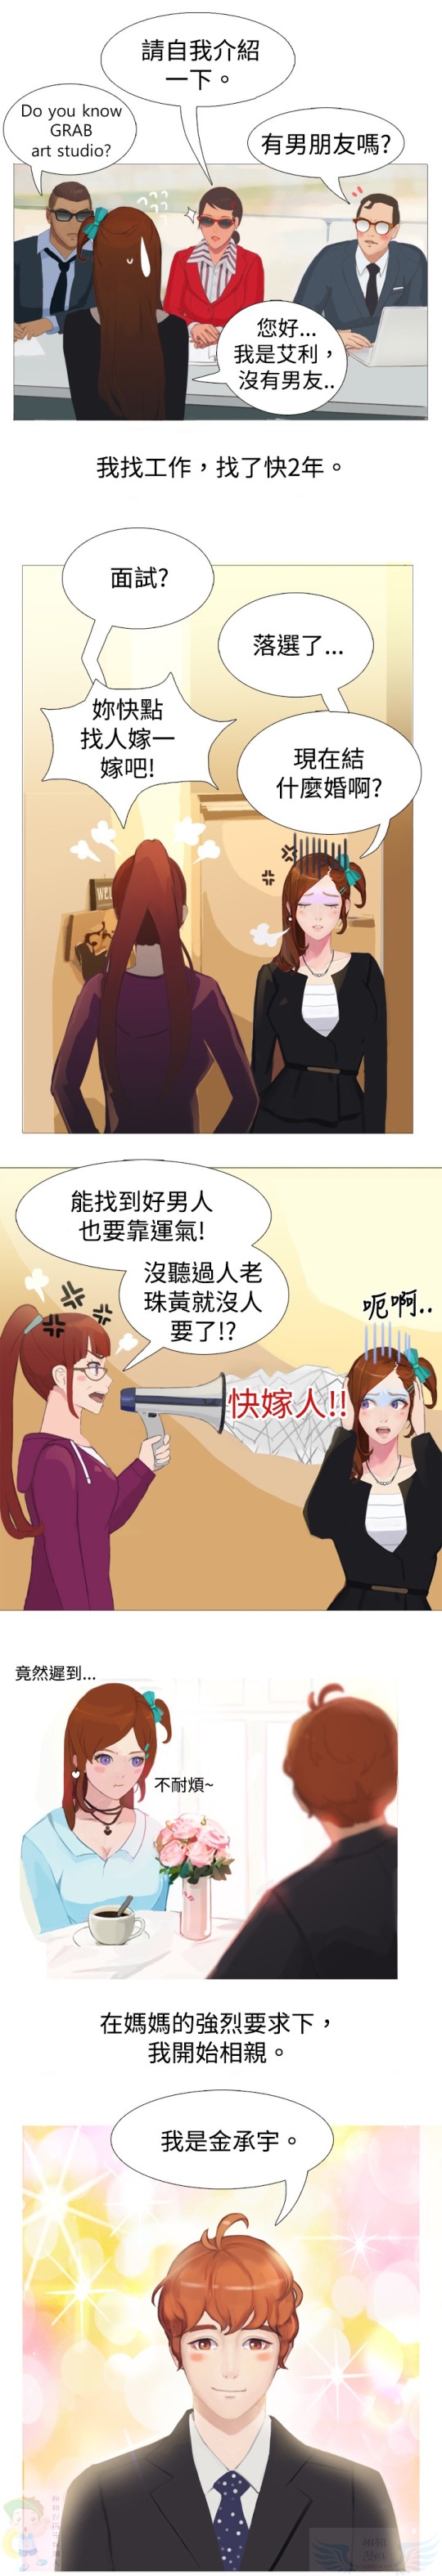 請自我介紹
一下。
Do you know
GRAB
art studio?
有男朋友嗎?
您好...
我是艾利，
沒有男友..
我找工作，找了快2年。
面試?
落選了...
妳快點
找人嫁一
嫁吧!
現在結
什麼婚啊?
WEL
能找到好男人
也要靠運氣!
沒聽過人老
珠黃就沒人
要了!?
快嫁人!!
呃啊..
竟然遲到...
不耐煩~
在媽媽的強烈要求下，
我開始相親。
我是金承宇。